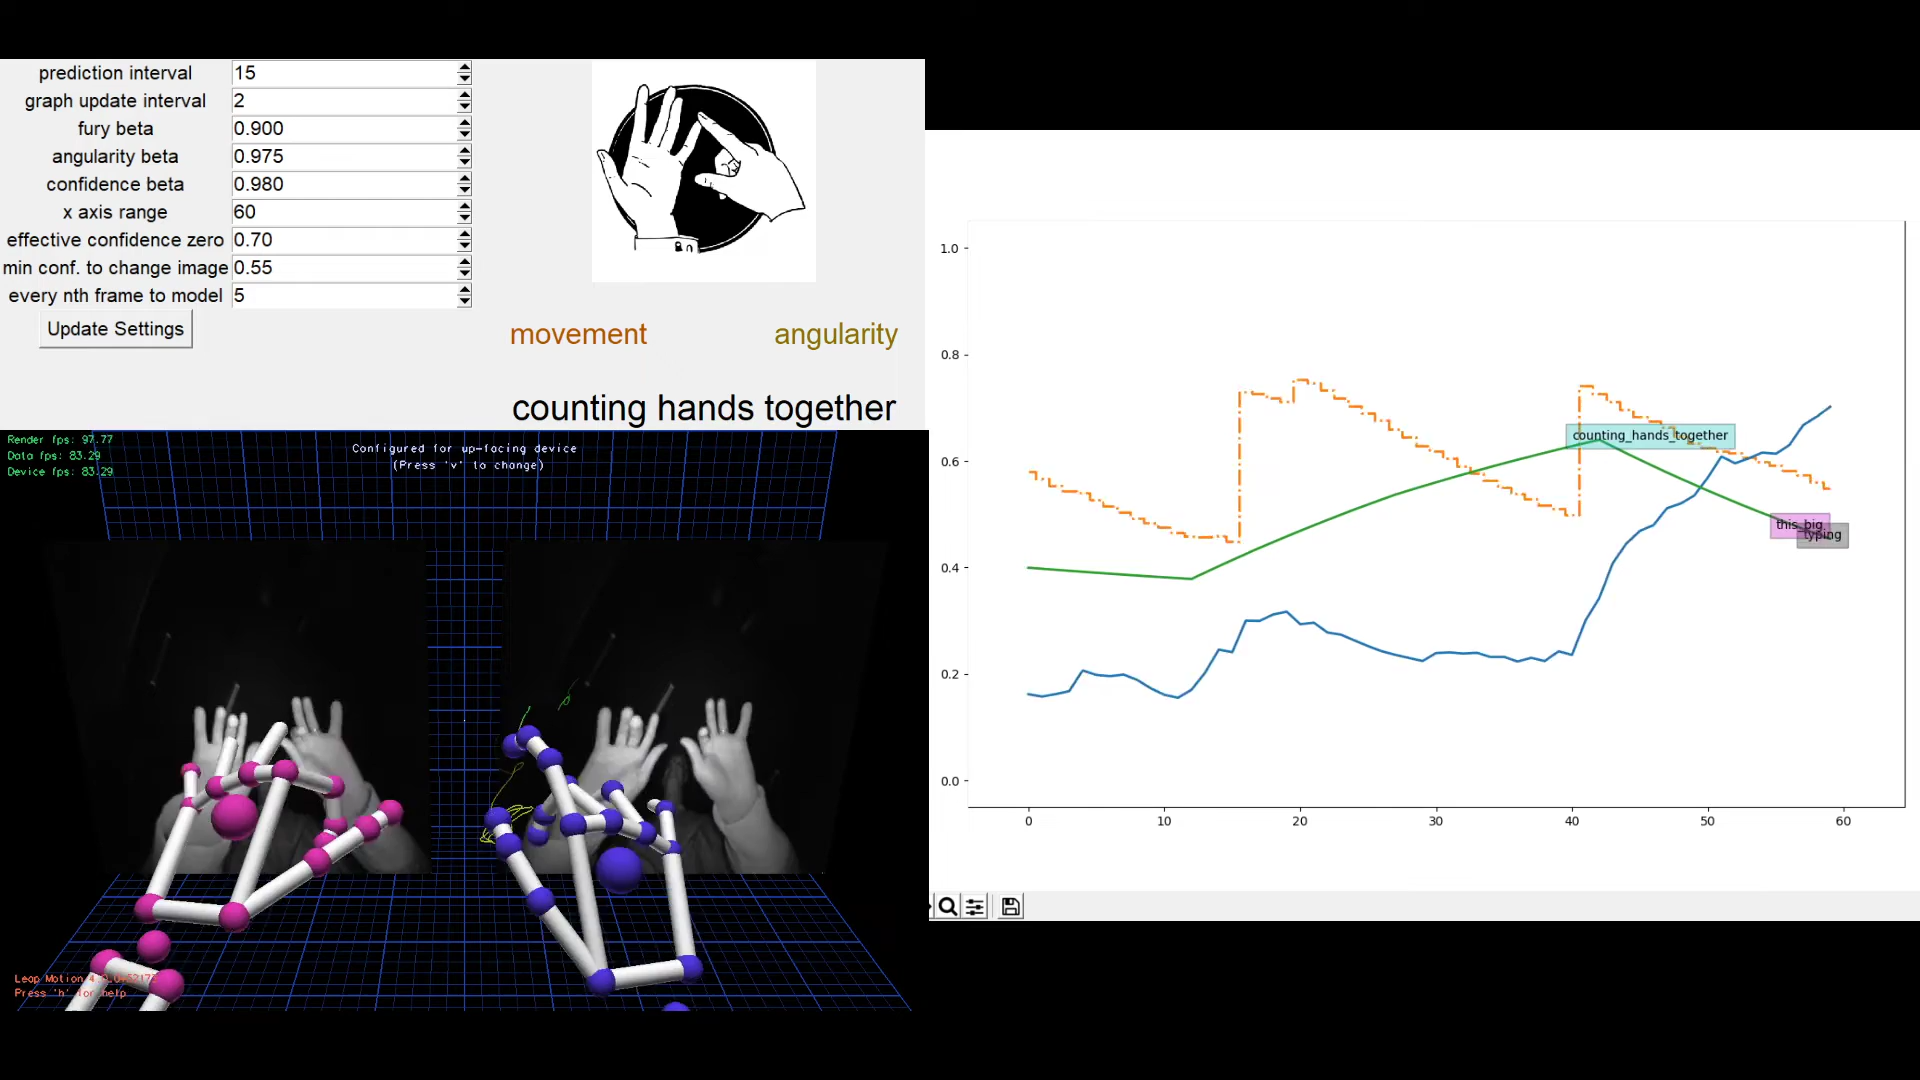 prediction interval 15
graph update interval 2
fury beta 0.900
angularity beta 0.975
confidence beta 0.980
x axis range 60
effective confidence zero 0.70
min conf. to change image 0.55
every nth frame to model 5
Update Settings
movement angularity
counting hands together
Render fps: 97.77
Data fps: 83.29
Device fps: 83.29
Configured for up-facing device
(Press 'v' to change)
Leap Motion
Press 'h' for help
1.0
0.8
0.6
0.4
0.2
0.0
0 10 20 30 40 50 60
counting_hands_together
this_big
typing